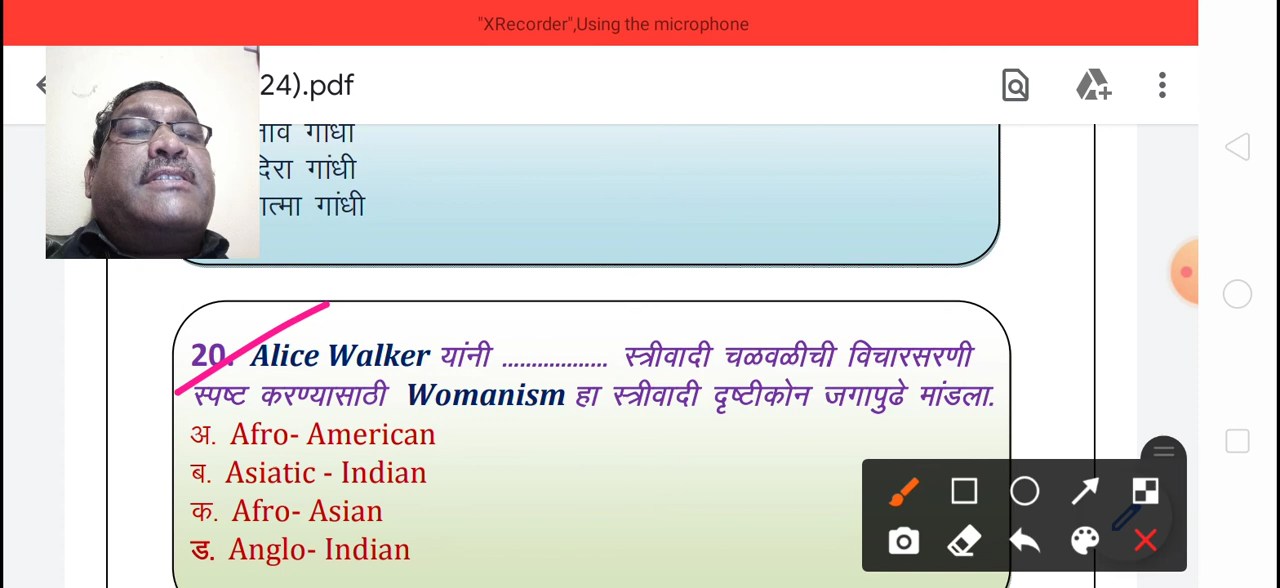 "XRecorder",Using the microphone
24).pdf
गांधी
गांधी
गांधी
20. Alice Walker यांनी ................. स्त्रीवादी चळवळीची विचारसरणी
स्पष्ट करण्यासाठी Womanism हा स्त्रीवादी दृष्टीकोन जगापुढे मांडला.
अ. Afro- American
ब. Asiatic - Indian
क. Afro- Asian
ड. Anglo- Indian